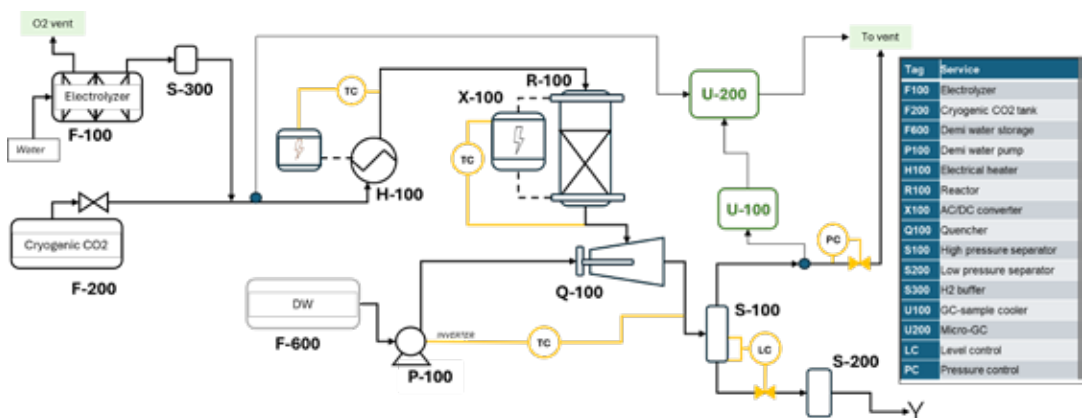 O2 vent
To vent
Electrolyzer
S-300
F-100
Water
Cryogenic CO2
F-200
TC
H-100
X-100
R-100
TC
U-200
U-100
PC
Q-100
DW
F-600
P-100
INVERTER
TC
S-100
LC
S-200
Tag Service
F100 Electrolyzer
F200 Cryogenic CO2 tank
F600 Demi water storage
P100 Demi water pump
H100 Electrical heater
R100 Reactor
X100 AC/DC converter
Q100 Quencher
S100 High pressure separator
S200 Low pressure separator
S300 H2 buffer
U100 GC-sample cooler
U200 Micro-GC
LC Level control
PC Pressure control